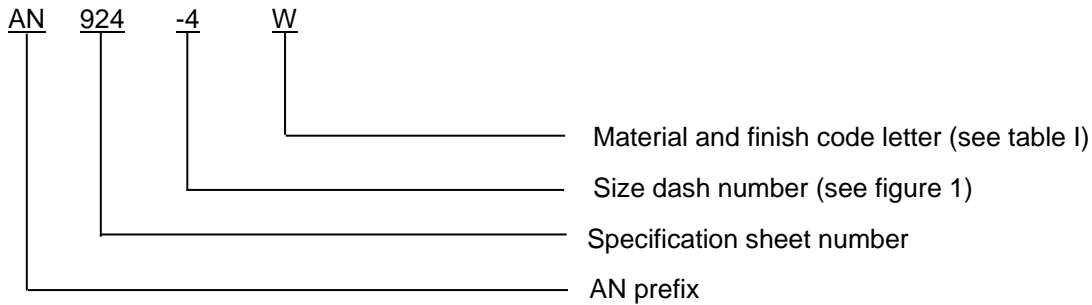 AN 924 -4 W
Material and finish code letter (see table I)
Size dash number (see figure 1)
Specification sheet number
AN prefix